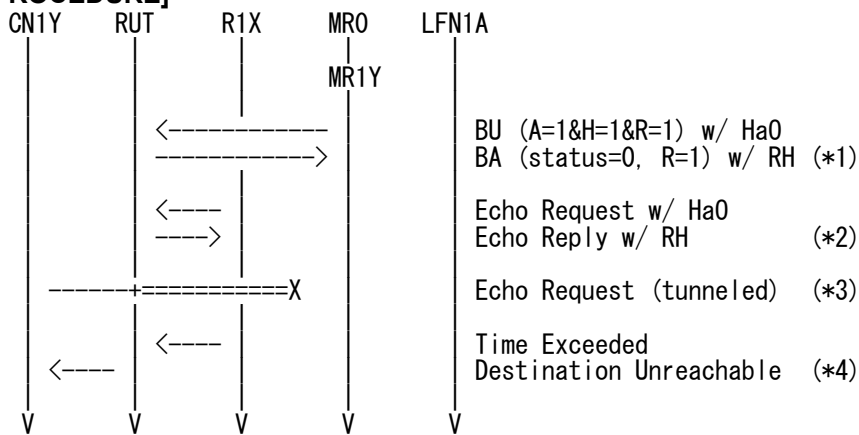 ROCEDURE]
CN1Y RUT R1X MR0 LFN1A
MR1Y
<------------ BU (A=1&H=1&R=1) w/ HaO
------------> BA (status=0, R=1) w/ RH (*1)
<---- Echo Request w/ HaO
----> Echo Reply w/ RH (*2)
------+===========X Echo Request (tunneled) (*3)
<---- Time Exceeded
<---- Destination Unreachable (*4)
V V V V V